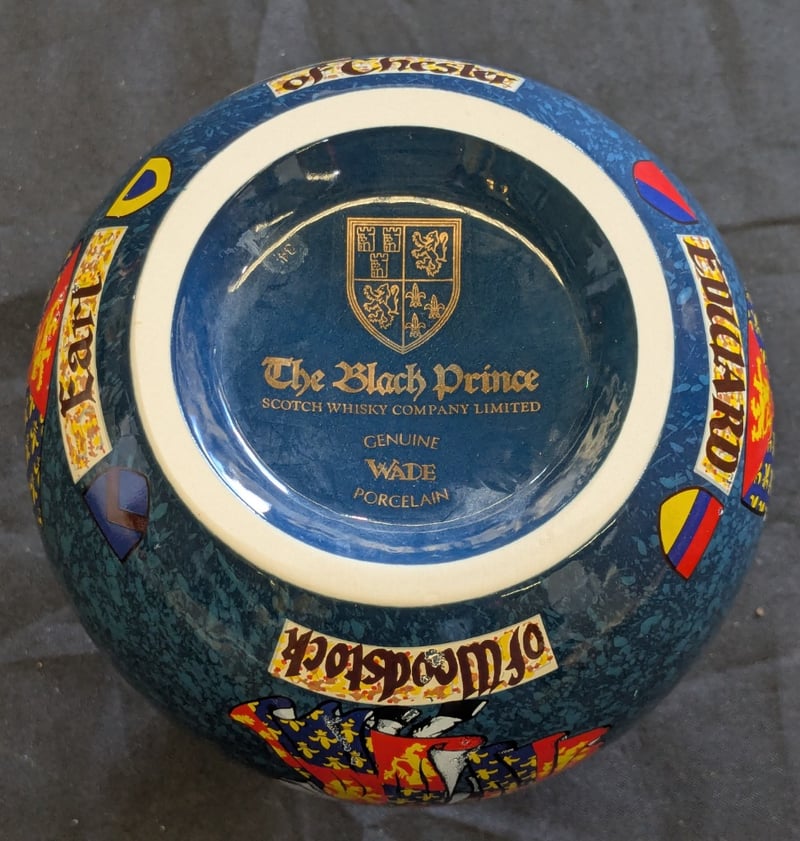 The Black Prince
SCOTCH WHISKY COMPANY LIMITED
GENUINE
WADE
PORCELAIN
EDWARD
of Woodstock
Earl
of Chester